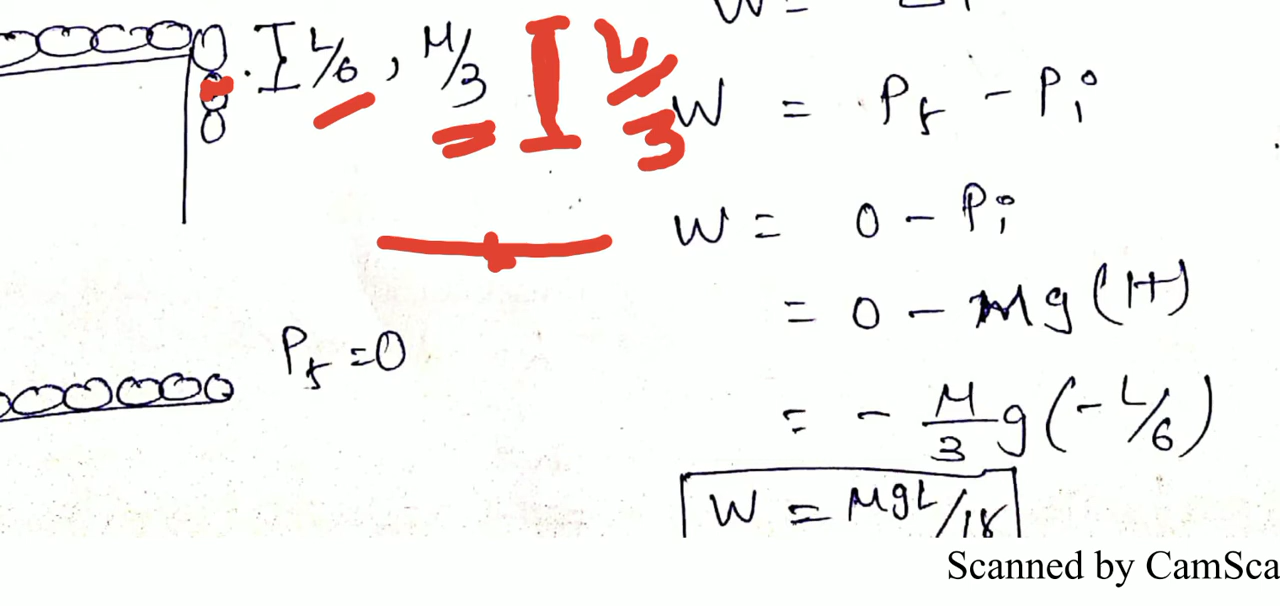 W =
L/6 , M/3 L/3
W = Pf - Pi
W = 0 - Pi
= 0 - Mg(H)
Pf = 0
= - M/3 g(-L/6)
W = MgL/18
Scanned by CamSca